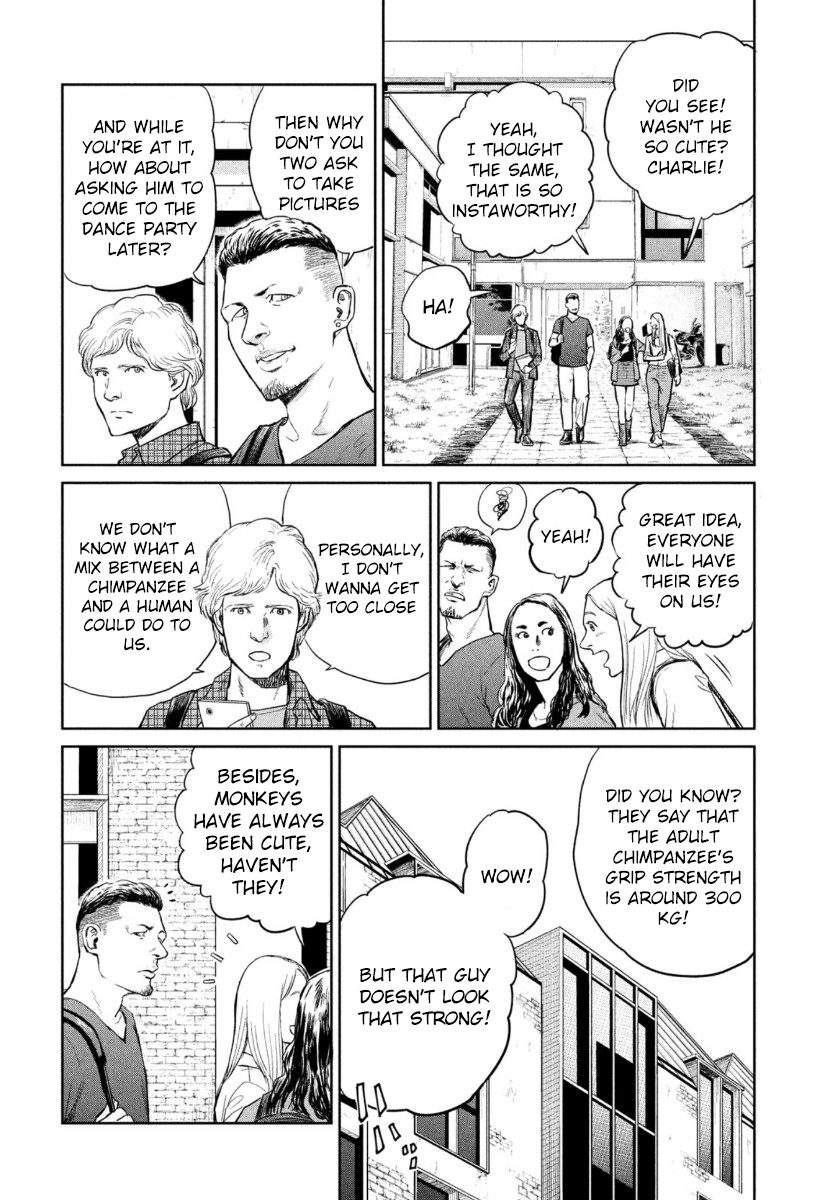 DID
YOU SEE!
WASN'T HE
SO CUTE?
CHARLIE!
YEAH,
I THOUGHT
THE SAME,
THAT IS SO
INSTAWORTHY!
HA!
THEN WHY
DON'T YOU
TWO ASK
TO TAKE
PICTURES
AND WHILE
YOU'RE AT IT,
HOW ABOUT
ASKING HIM TO
COME TO THE
DANCE PARTY
LATER?
GREAT IDEA,
EVERYONE
WILL HAVE
THEIR EYES
ON US!
YEAH!
PERSONALLY,
I DON'T
WANNA GET
TOO CLOSE
WE DON'T
KNOW WHAT A
MIX BETWEEN A
CHIMPANZEE
AND A HUMAN
COULD DO TO
US.
DID YOU KNOW?
THEY SAY THAT
THE ADULT
CHIMPANZEE'S
GRIP STRENGTH
IS AROUND 300
KG!
WOW!
BUT THAT GUY
DOESN'T LOOK
THAT STRONG!
BESIDES,
MONKEYS
HAVE ALWAYS
BEEN CUTE,
HAVEN'T
THEY!